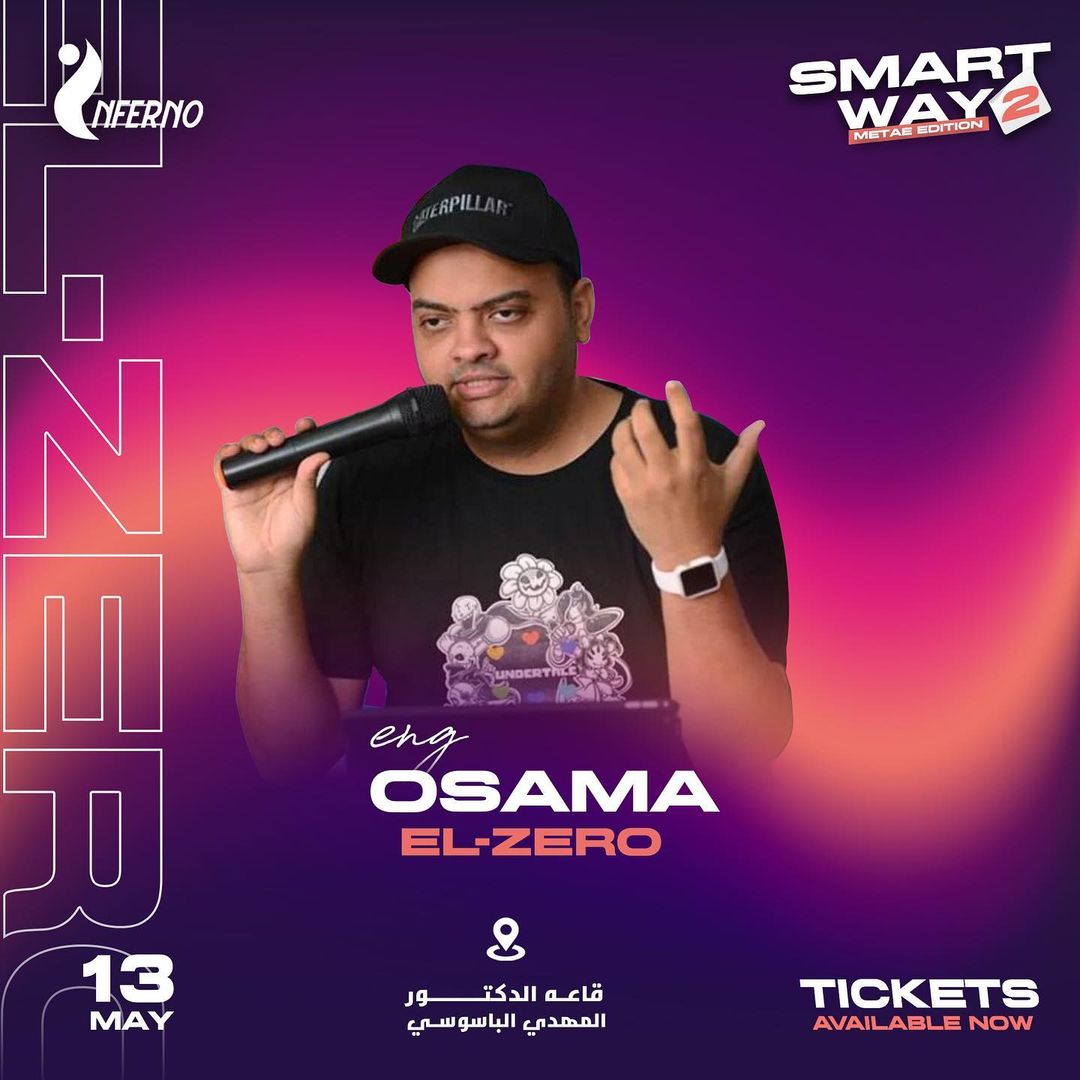 EL-ZERO
INFERNO
SMART
WAY 2
METAE EDITION
CATERPILLAR
UNDERTALE
eng
OSAMA
EL-ZERO
13
MAY
قاعه الدكتـــــور
المهدي الباسوسي
TICKETS
AVAILABLE NOW